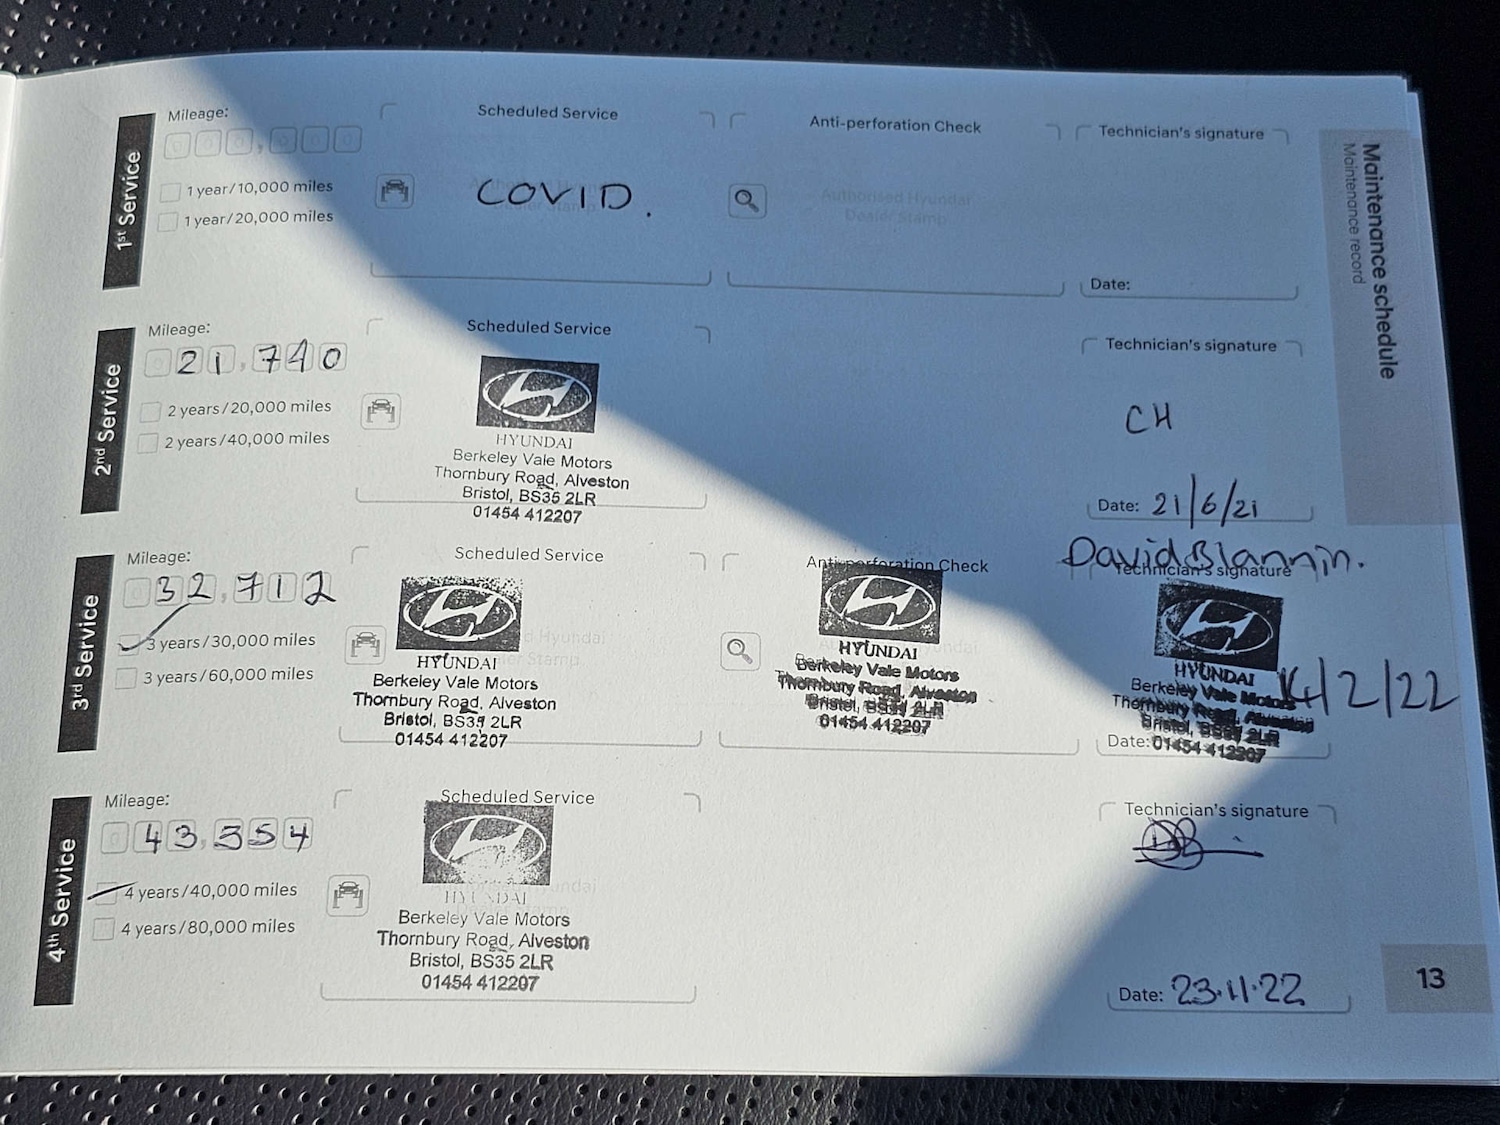 Maintenance schedule
Maintenance record
1st Service
Mileage:
1 year/10,000 miles
1 year/20,000 miles
Scheduled Service
COVID.
Anti-perforation Check
Authorised Hyundai
Dealer Stamp
Technician's signature
Date:
2nd Service
Mileage:
21,740
2 years/20,000 miles
2 years/40,000 miles
Scheduled Service
HYUNDAI
Berkeley Vale Motors
Thornbury Road, Alveston
Bristol, BS35 2LR
01454 412207
Technician's signature
CH
Date: 21/6/21
3rd Service
Mileage:
32,712
3 years/30,000 miles
3 years/60,000 miles
Scheduled Service
HYUNDAI
Berkeley Vale Motors
Thornbury Road, Alveston
Bristol, BS35 2LR
01454 412207
Anti-perforation Check
HYUNDAI
Berkeley Vale Motors
Thornbury Road, Alveston
Bristol, BS35 2LR
01454 412207
David Blannin.
Technician's signature
HYUNDAI
Berkeley Vale Motors
Thornbury Road, Alveston
Bristol, BS35 2LR
Date: 01454 412207
14/2/22
4th Service
Mileage:
43,354
4 years/40,000 miles
4 years/80,000 miles
Scheduled Service
HYUNDAI
Berkeley Vale Motors
Thornbury Road, Alveston
Bristol, BS35 2LR
01454 412207
Technician's signature
Date: 23.11.22
13